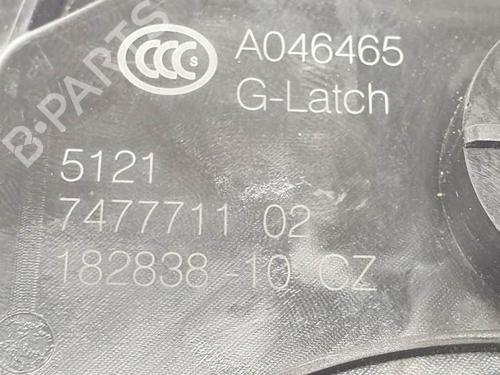 CCC S A046465
G-Latch
5121
7477711 02
182838-10 CZ
B-PARTS